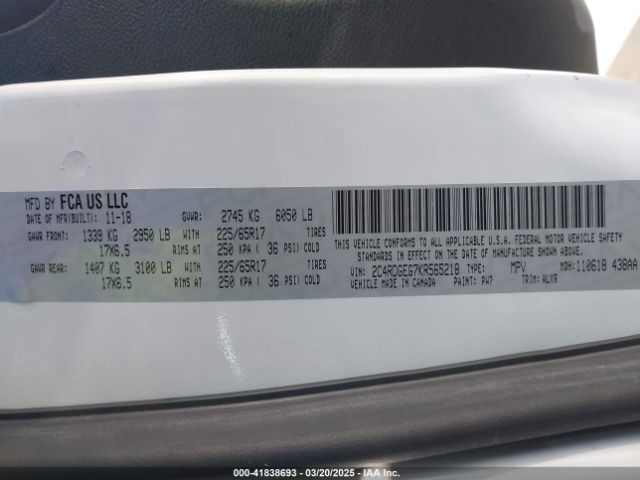 MFD BY FCA US LLC
DATE OF MFR(BUILT): 11-18 GVWR: 2745 KG 6050 LB
GAWR FRONT: 1339 KG 2950 LB WITH 225/65R17 TIRES
17X6.5 RIMS AT 250 KPA ( 36 PSI) COLD
GAWR REAR: 1407 KG 3100 LB WITH 225/65R17 TIRES
17X6.5 RIMS AT 250 KPA ( 36 PSI) COLD
THIS VEHICLE CONFORMS TO ALL APPLICABLE U.S.A. FEDERAL MOTOR VEHICLE SAFETY
STANDARDS IN EFFECT ON THE DATE OF MANUFACTURE SHOWN ABOVE.
VIN: 2C4RDGEG7KR565218 TYPE: MPV MDH: 110618 438AA
VEHICLE MADE IN CANADA PAINT: PW7 TRIM: ALX9
© IAAI - 41838693 - 03/20/2025 - IAAI